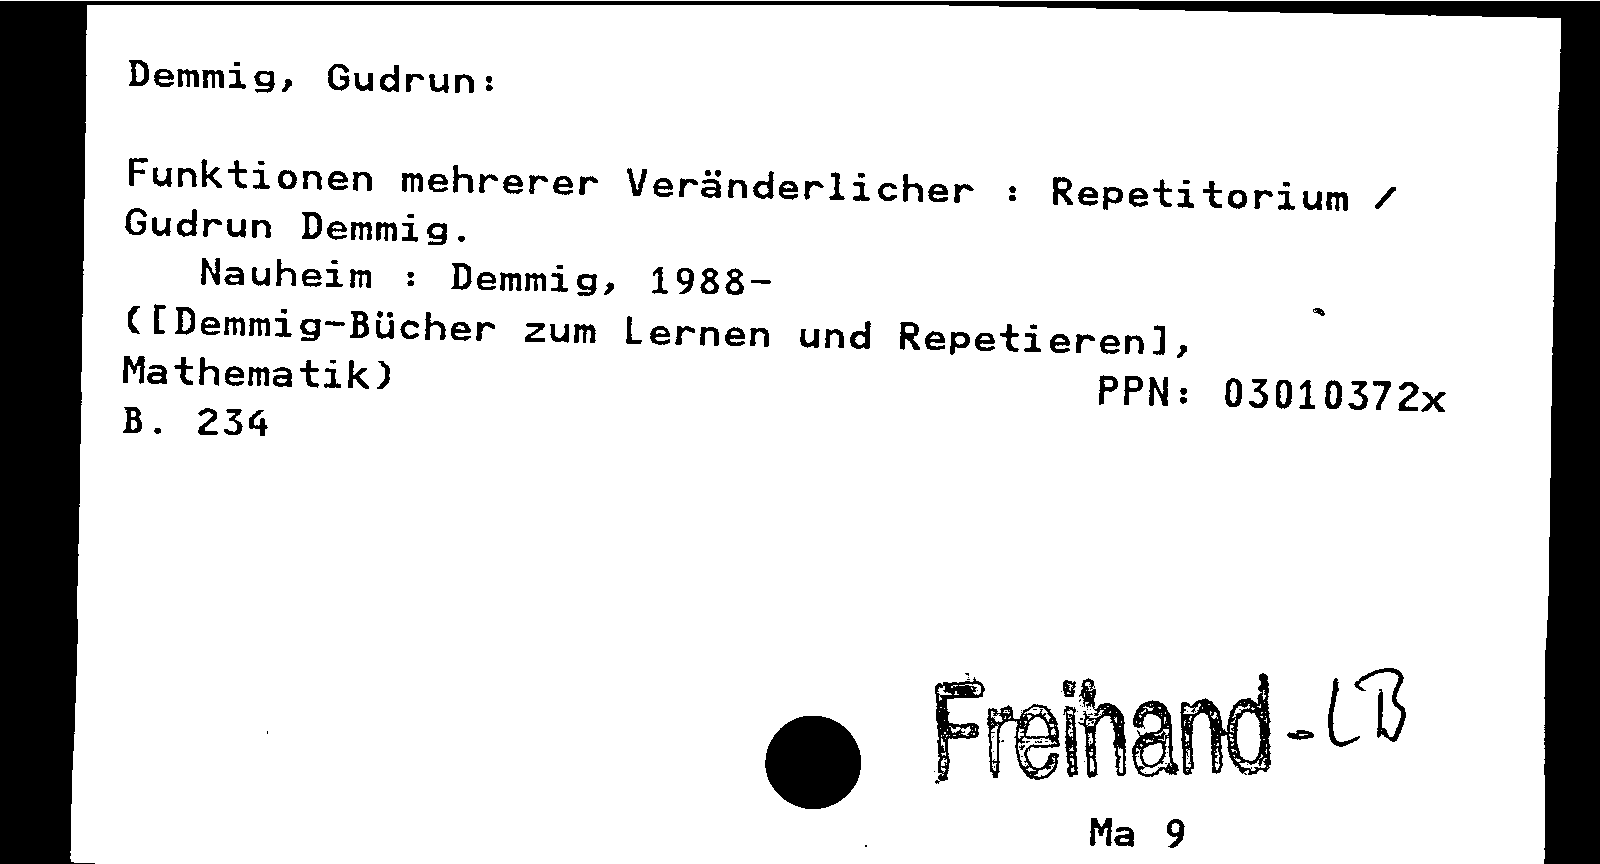 Demmig, Gudrun:
Funktionen mehrerer Veränderlicher : Repetitorium /
Gudrun Demmig.
Nauheim : Demmig, 1988-
([Demmig-Bücher zum Lernen und Repetieren],
Mathematik)
PPN: 03010372x
B. 234
Freihand - LB
Ma 9